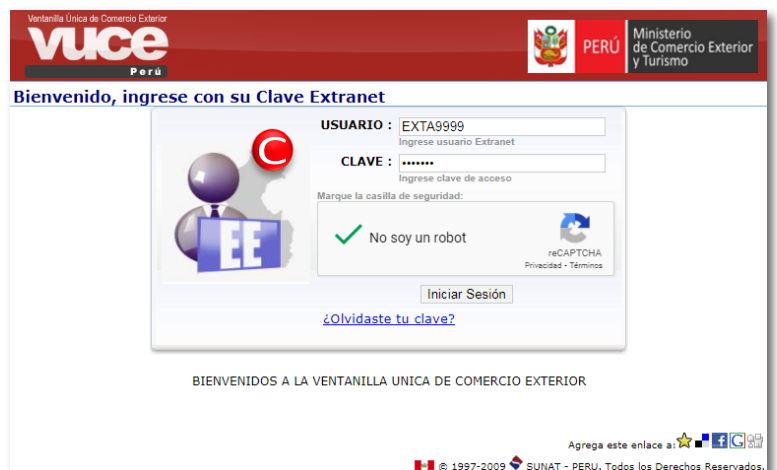 Ventanilla Única de Comercio Exterior
vuce
Perú
PERÚ
Ministerio
de Comercio Exterior
y Turismo
Bienvenido, ingrese con su Clave Extranet
USUARIO : EXTA9999
Ingrese usuario Extranet
C
CLAVE : •••••••
Ingrese clave de acceso
Marque la casilla de seguridad:
No soy un robot
reCAPTCHA
Privacidad - Términos
EE
Iniciar Sesión
¿Olvidaste tu clave?
BIENVENIDOS A LA VENTANILLA UNICA DE COMERCIO EXTERIOR
Agrega este enlace a:
© 1997-2009 SUNAT - PERU. Todos los Derechos Reservados.